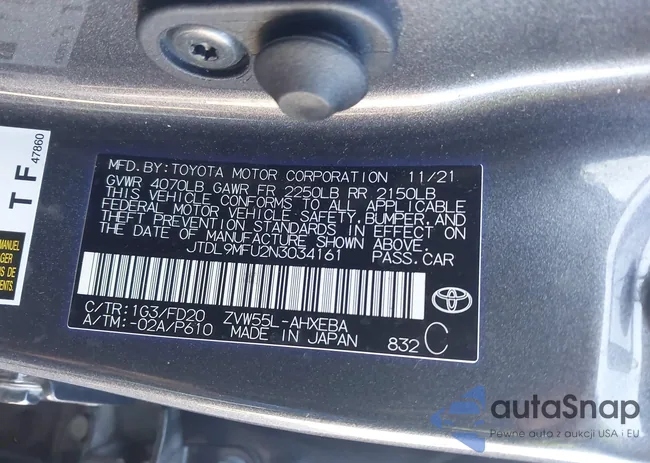 MFD.BY:TOYOTA MOTOR CORPORATION 11/21
GVWR 4070LB GAWR FR 2250LB RR 2150LB
THIS VEHICLE CONFORMS TO ALL APPLICABLE
FEDERAL MOTOR VEHICLE SAFETY,BUMPER,AND
THEFT PREVENTION STANDARDS IN EFFECT ON
THE DATE OF MANUFACTURE SHOWN ABOVE.
JTDL9MFU2N3034161 PASS.CAR
C/TR:1G3/FD20 ZVW55L-AHXEBA
A/TM:-02A/P610 MADE IN JAPAN 832 C
47860
T F
autaSnap
Pewne auta z aukcji USA i EU